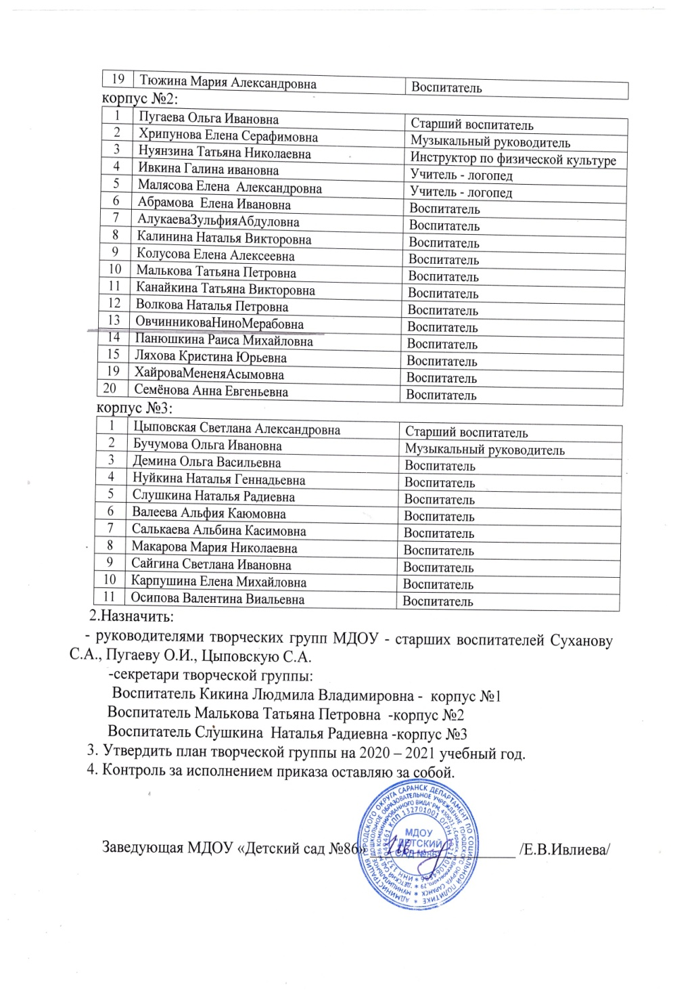 19 Тюжина Мария Александровна Воспитатель
корпус №2:
1 Пугаева Ольга Ивановна Старший воспитатель
2 Хрипунова Елена Серафимовна Музыкальный руководитель
3 Нуянзина Татьяна Николаевна Инструктор по физической культуре
4 Ивкина Галина ивановна Учитель - логопед
5 Малясова Елена Александровна Учитель - логопед
6 Абрамова Елена Ивановна Воспитатель
7 АлукаеваЗульфияАбдуловна Воспитатель
8 Калинина Наталья Викторовна Воспитатель
9 Колусова Елена Алексеевна Воспитатель
10 Малькова Татьяна Петровна Воспитатель
11 Канайкина Татьяна Викторовна Воспитатель
12 Волкова Наталья Петровна Воспитатель
13 ОвчинниковаНиноМерабовна Воспитатель
14 Панюшкина Раиса Михайловна Воспитатель
15 Ляхова Кристина Юрьевна Воспитатель
19 ХайроваМененяАсымовна Воспитатель
20 Семёнова Анна Евгеньевна Воспитатель
корпус №3:
1 Цыповская Светлана Александровна Старший воспитатель
2 Бучумова Ольга Ивановна Музыкальный руководитель
3 Демина Ольга Васильевна Воспитатель
4 Нуйкина Наталья Геннадьевна Воспитатель
5 Слушкина Наталья Радиевна Воспитатель
6 Валеева Альфия Каюмовна Воспитатель
7 Салькаева Альбина Касимовна Воспитатель
8 Макарова Мария Николаевна Воспитатель
9 Сайгина Светлана Ивановна Воспитатель
10 Карпушина Елена Михайловна Воспитатель
11 Осипова Валентина Виальевна Воспитатель
2.Назначить:
- руководителями творческих групп МДОУ - старших воспитателей Суханову
С.А., Пугаеву О.И., Цыповскую С.А.
-секретари творческой группы:
Воспитатель Кикина Людмила Владимировна - корпус №1
Воспитатель Малькова Татьяна Петровна -корпус №2
Воспитатель Слушкина Наталья Радиевна -корпус №3
3. Утвердить план творческой группы на 2020 – 2021 учебный год.
4. Контроль за исполнением приказа оставляю за собой.
Заведующая МДОУ «Детский сад №86» /Е.В.Ивлиева/
АДМИНИСТРАЦИЯ ГОРОДСКОГО ОКРУГА САРАНСК ДЕПАРТАМЕНТ ПО СОЦИАЛЬНОЙ ПОЛИТИКЕ
МДОУ
ДЕТСКИЙ
САД №86